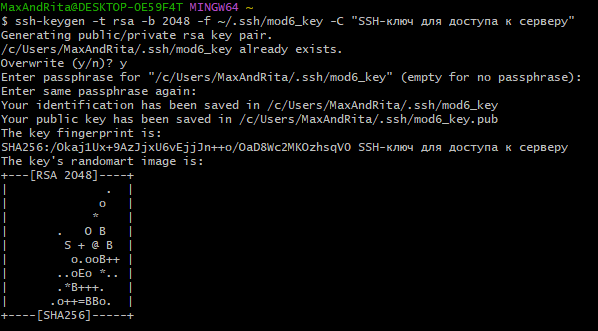 MaxAndRita@DESKTOP-OE59F4T MINGW64 ~
$ ssh-keygen -t rsa -b 2048 -f ~/.ssh/mod6_key -C "SSH-ключ для доступа к серверу"
Generating public/private rsa key pair.
/c/Users/MaxAndRita/.ssh/mod6_key already exists.
Overwrite (y/n)? y
Enter passphrase for "/c/Users/MaxAndRita/.ssh/mod6_key" (empty for no passphrase):
Enter same passphrase again:
Your identification has been saved in /c/Users/MaxAndRita/.ssh/mod6_key
Your public key has been saved in /c/Users/MaxAndRita/.ssh/mod6_key.pub
The key fingerprint is:
SHA256:/Okaj1Ux+9AzJjxU6vEjjJn++o/OaD8Wc2MKOzhsqV0 SSH-ключ для доступа к серверу
The key's randomart image is:
+---[RSA 2048]----+
|              .  |
|             o   |
|            *    |
|       .   O B   |
|        S + @ B  |
|         o.ooB++ |
|       ..oEo *.. |
|       .*B+++.   |
|      .o++=BBo.  |
+----[SHA256]-----+